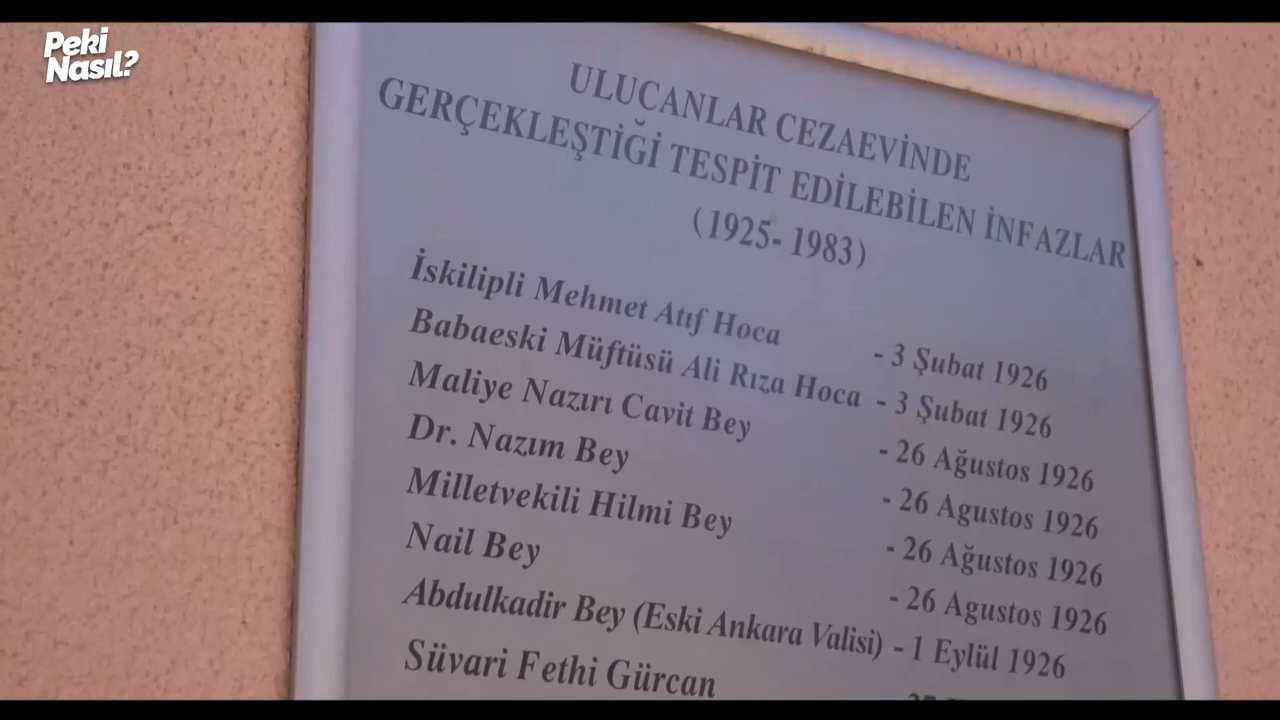 Peki
Nasıl?
ULUCANLAR CEZAEVİNDE
GERÇEKLEŞTİĞİ TESPİT EDİLEBİLEN İNFAZLAR
(1925- 1983)
İskilipli Mehmet Atıf Hoca - 3 Şubat 1926
Babaeski Müftüsü Ali Rıza Hoca - 3 Şubat 1926
Maliye Nazırı Cavit Bey - 26 Ağustos 1926
Dr. Nazım Bey - 26 Agustos 1926
Milletvekili Hilmi Bey - 26 Ağustos 1926
Nail Bey - 26 Agustos 1926
Abdulkadir Bey (Eski Ankara Valisi) - 1 Eylül 1926
Süvari Fethi Gürcan